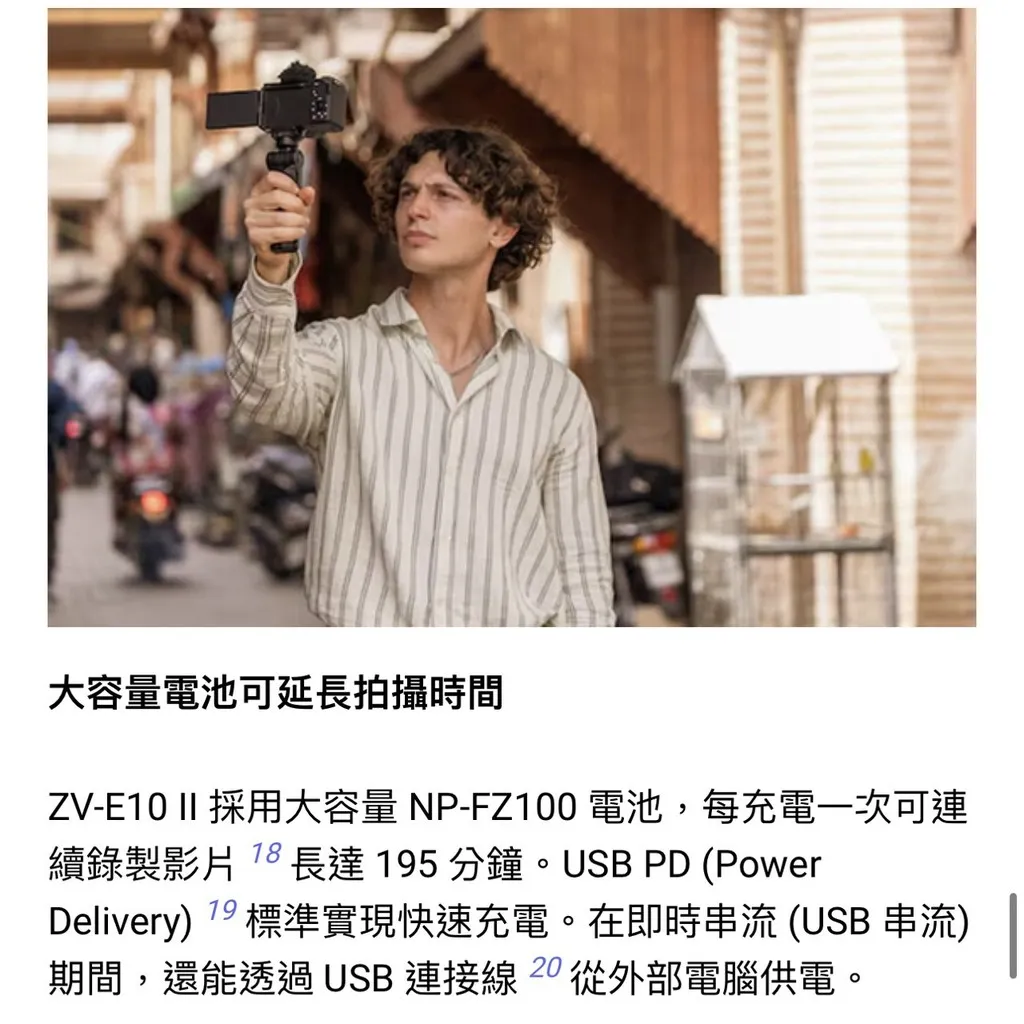 大容量電池可延長拍攝時間
ZV-E10 II 採用大容量 NP-FZ100 電池，每充電一次可連
續錄製影片 18 長達 195 分鐘。USB PD (Power
Delivery) 19 標準實現快速充電。在即時串流 (USB 串流)
期間，還能透過 USB 連接線 20 從外部電腦供電。